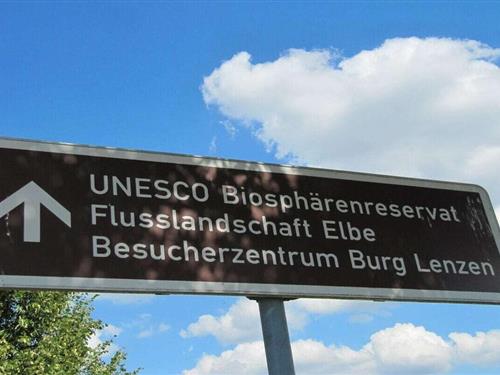 UNESCO Biosphärenreservat
Flusslandschaft Elbe
Besucherzentrum Burg Lenzen